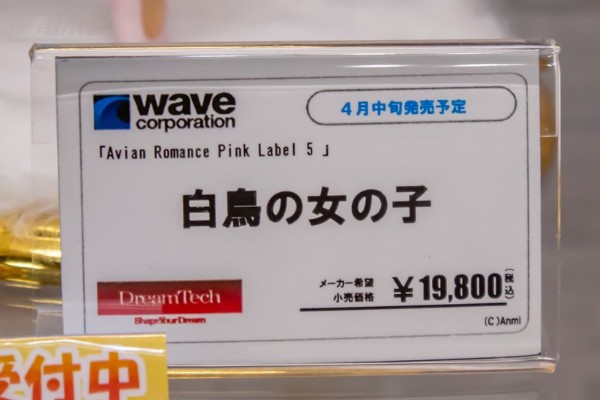 wave
corporation
4月中旬発売予定
「Avian Romance Pink Label 5 」
白鳥の女の子
DreamTech
Shape Your Dream
メーカー希望
小売価格
¥19,800(税込)
(C)Anmi
受付中